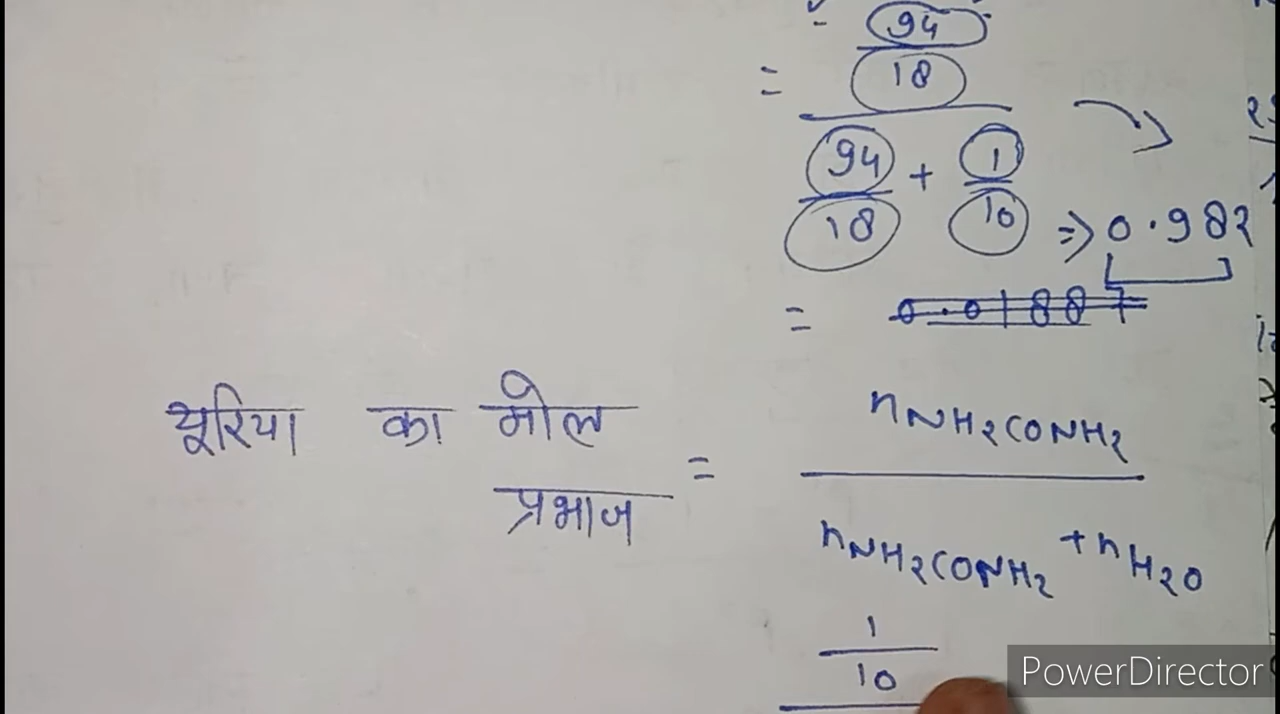 = 94
18
94 + 1
18 10 => 0.982
= 0.01887
यूरिया का मोल = nNH2CONH2
प्रभाज
nNH2CONH2 + nH2O
1
10
PowerDirector